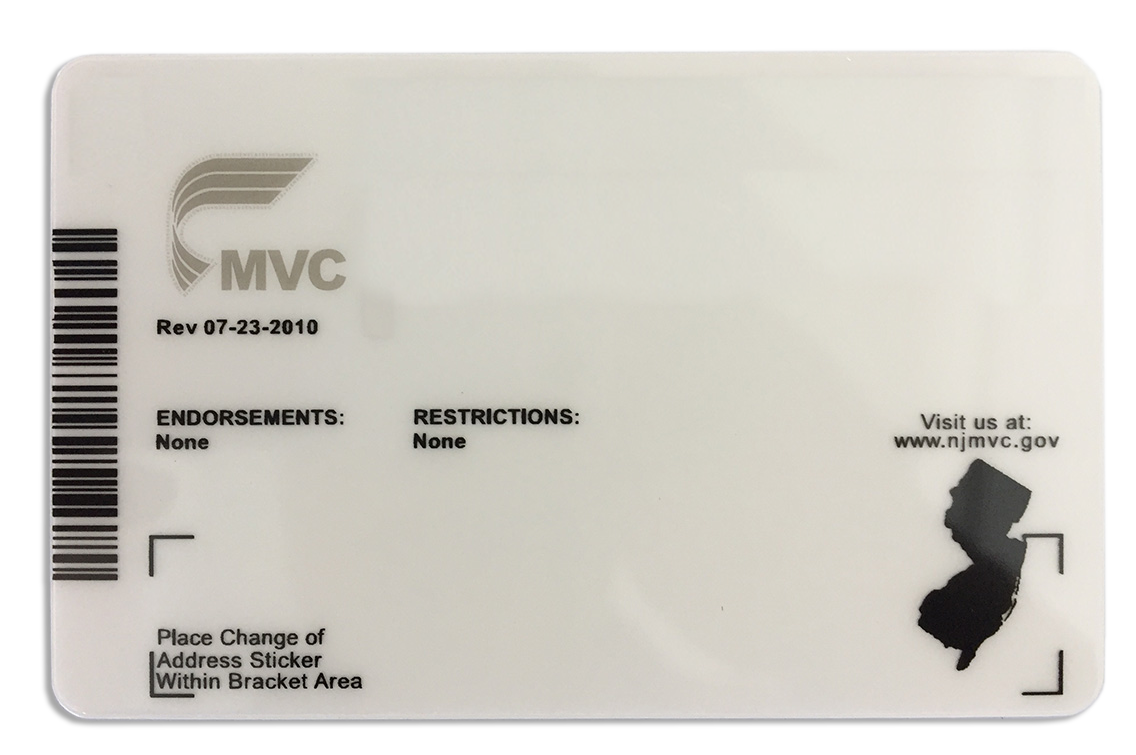 MVC
Rev 07-23-2010
ENDORSEMENTS:
None
RESTRICTIONS:
None
Visit us at:
www.njmvc.gov
Place Change of
Address Sticker
Within Bracket Area